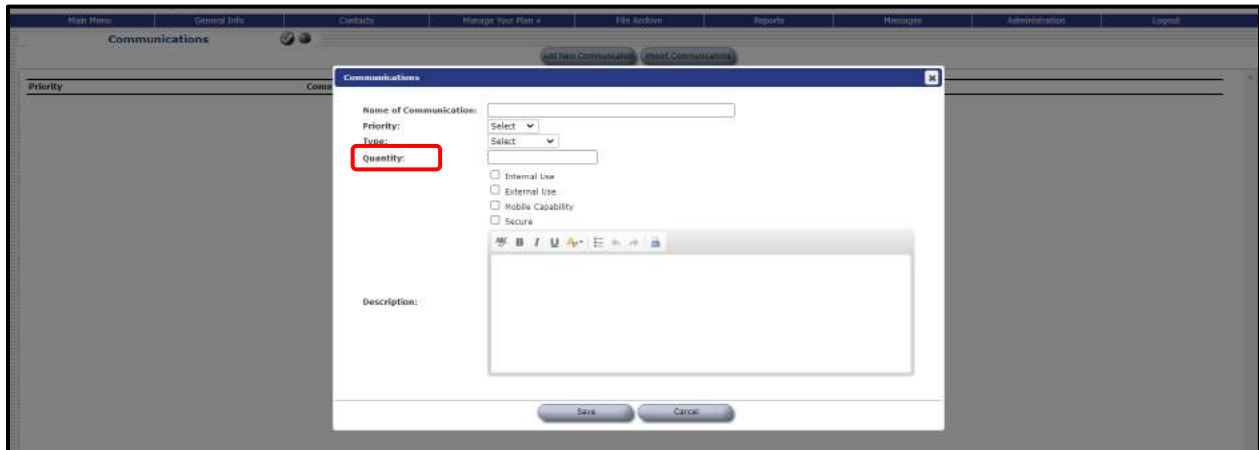 Main Menu General Info Contacts Manage Your Plan » File Archive Reports Messages Administration Logout
Communications
Add New Communication Import Communications
Communications
Priority Comm
Name of Communication:
Priority: Select
Type: Select
Quantity:
Internal Use
External Use
Mobile Capability
Secure
ABC B I U A
Description:
Save Cancel